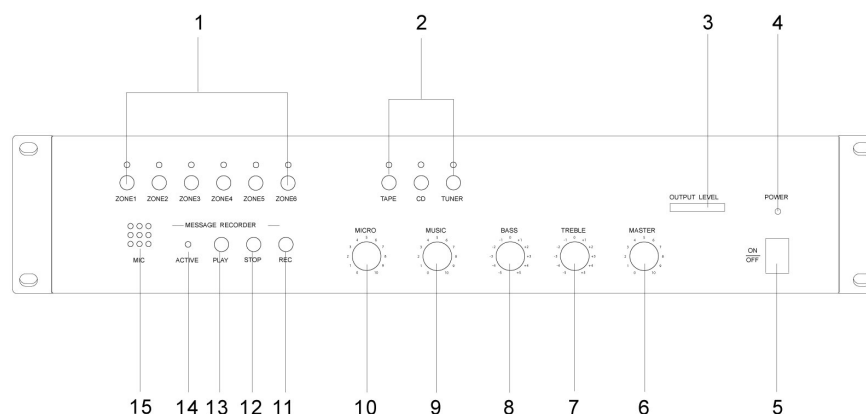 1 2 3 4
ZONE1 ZONE2 ZONE3 ZONE4 ZONE5 ZONE6 TAPE CD TUNER
OUTPUT LEVEL POWER
MESSAGE RECORDER
MICRO MUSIC BASS TREBLE MASTER
ON
OFF
MIC ACTIVE PLAY STOP REC
15 14 13 12 11 10 9 8 7 6 5